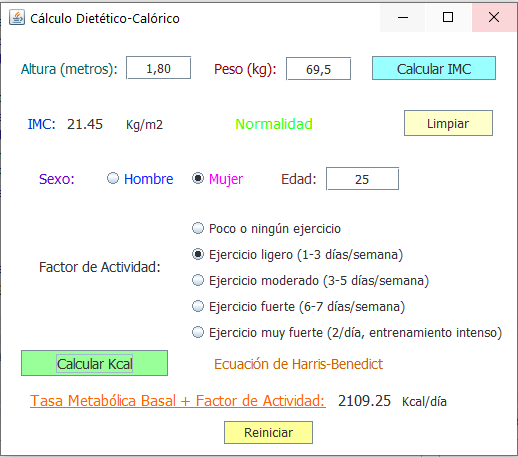 Cálculo Dietético-Calórico
Altura (metros): 1,80 Peso (kg): 69,5 Calcular IMC
IMC: 21.45 Kg/m2 Normalidad Limpiar
Sexo: Hombre Mujer Edad: 25
Poco o ningún ejercicio
Ejercicio ligero (1-3 días/semana)
Factor de Actividad:
Ejercicio moderado (3-5 días/semana)
Ejercicio fuerte (6-7 días/semana)
Ejercicio muy fuerte (2/día, entrenamiento intenso)
Calcular Kcal Ecuación de Harris-Benedict
Tasa Metabólica Basal + Factor de Actividad: 2109.25 Kcal/día
Reiniciar